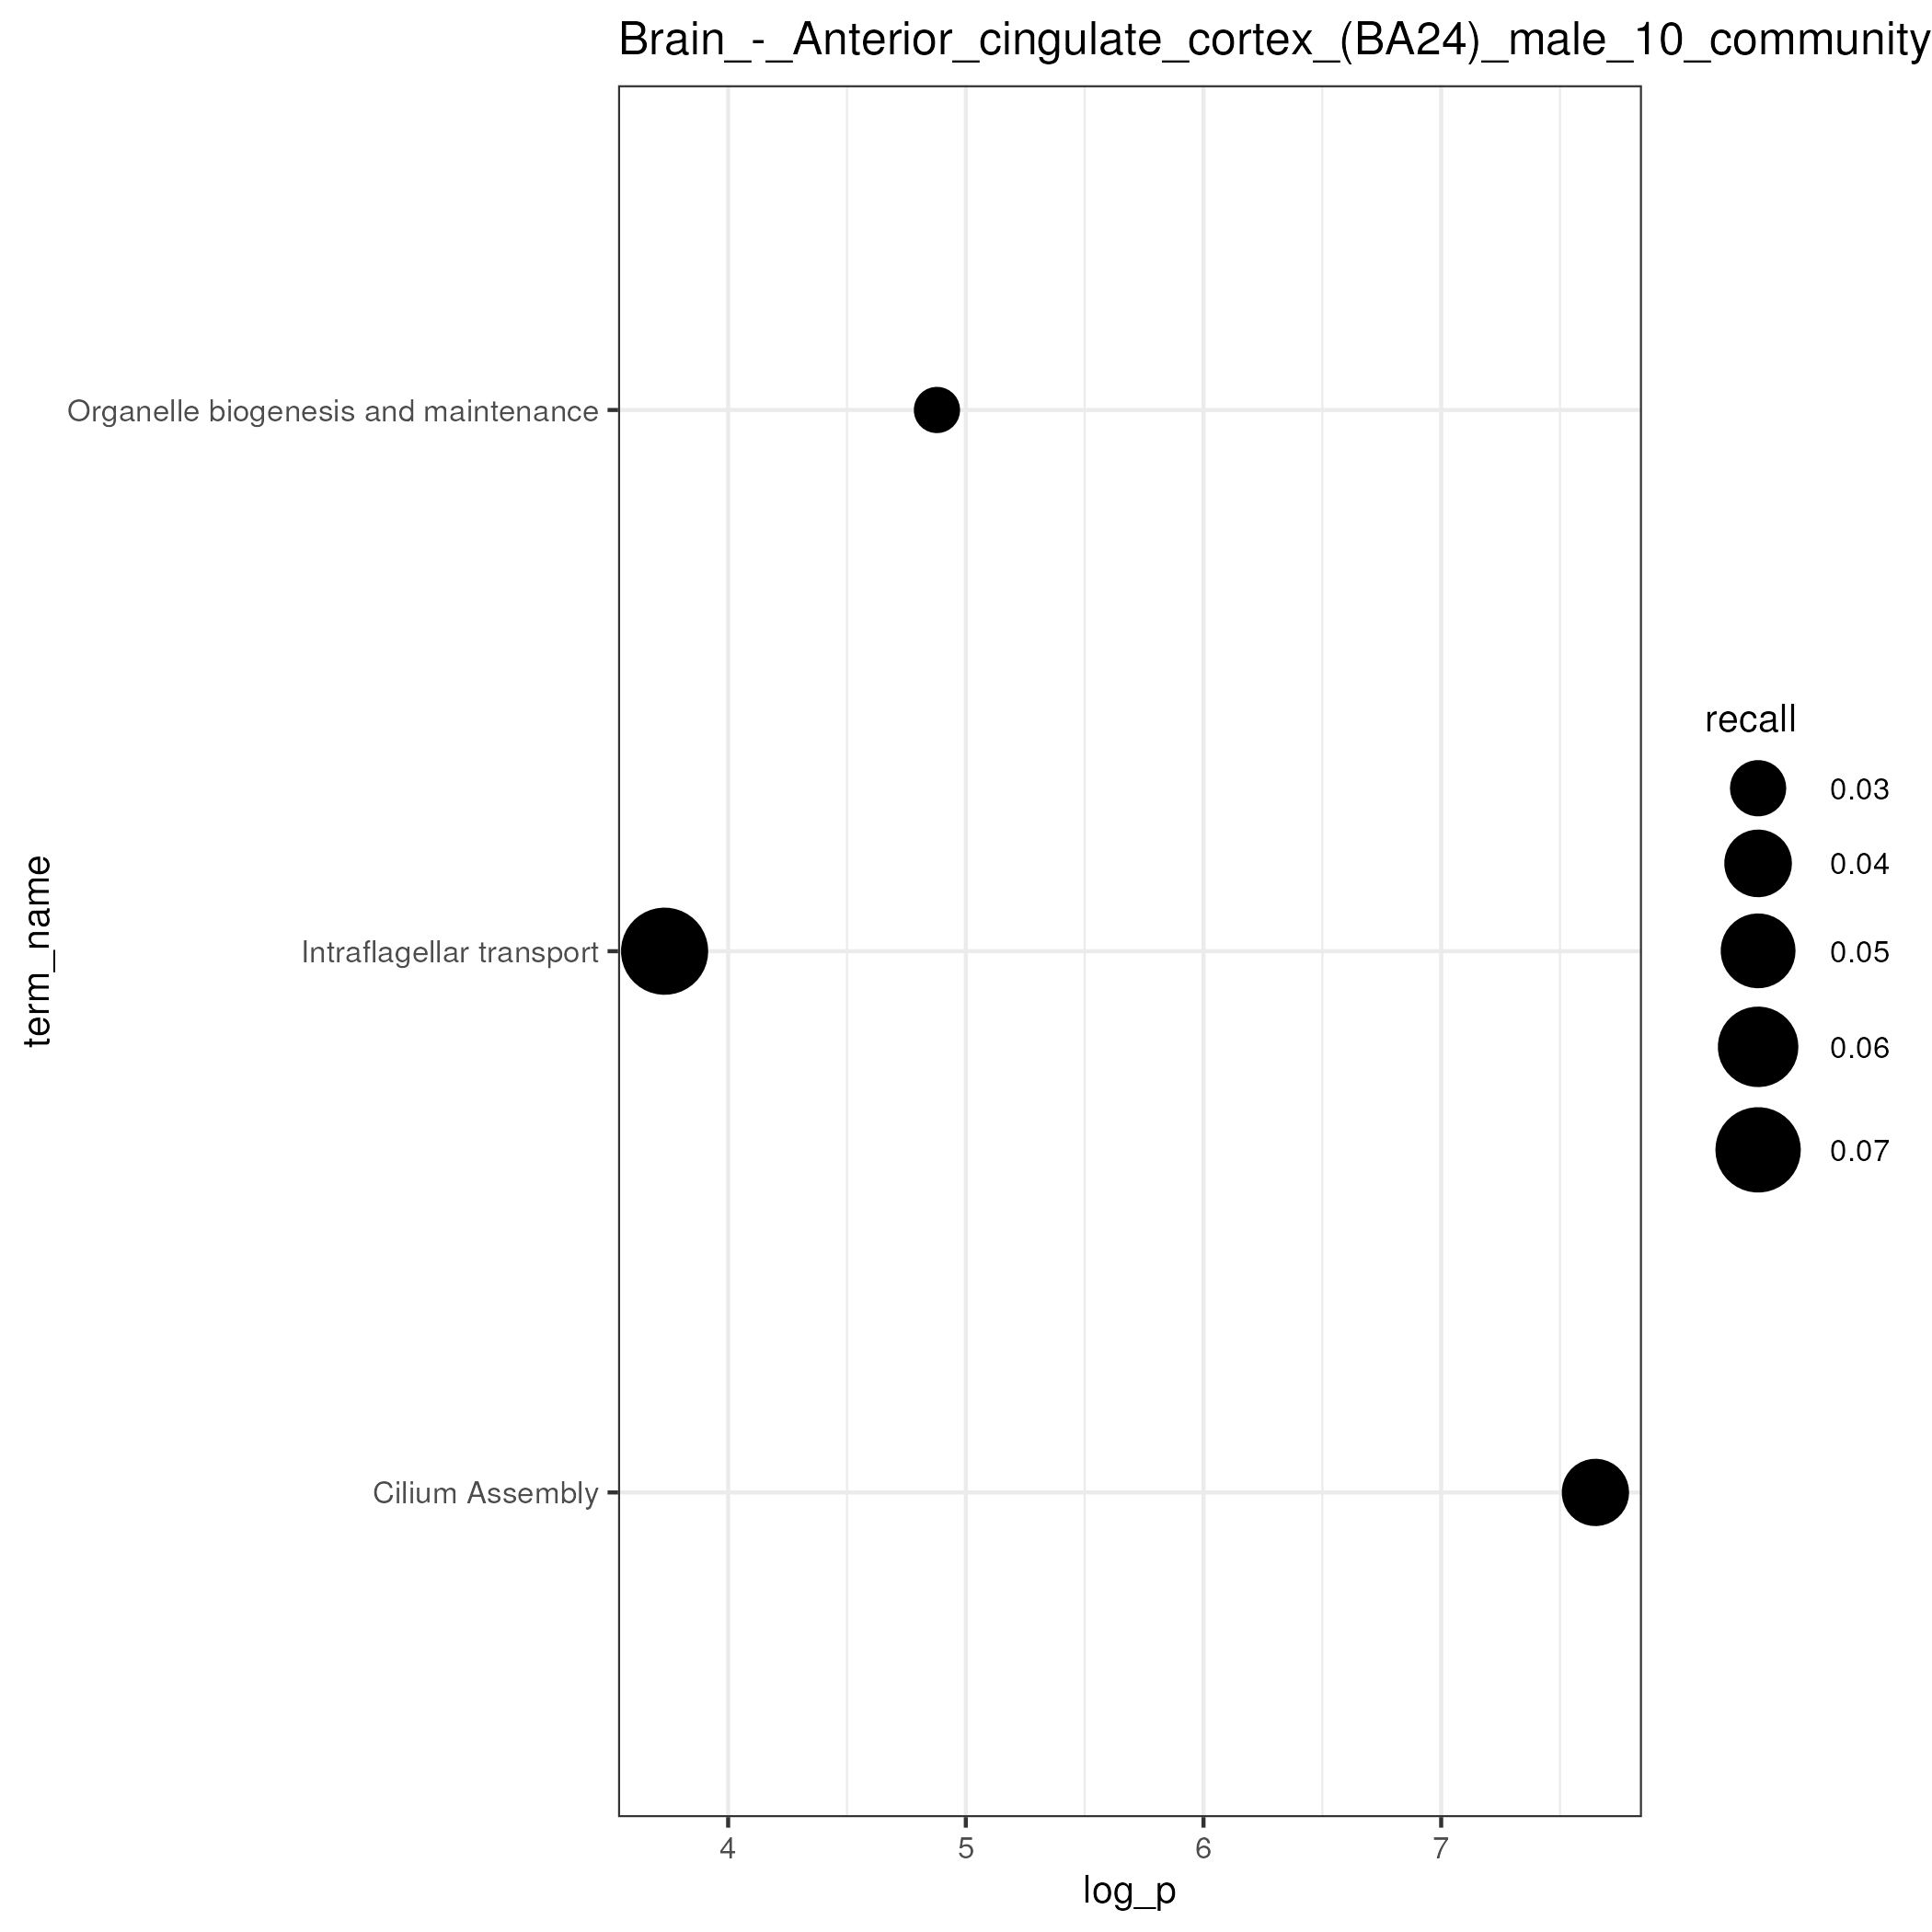 Brain_-_Anterior_cingulate_cortex_(BA24)_male_10_community
Organelle biogenesis and maintenance
Intraflagellar transport
Cilium Assembly
term_name
4 5 6 7
log_p
recall
0.03
0.04
0.05
0.06
0.07